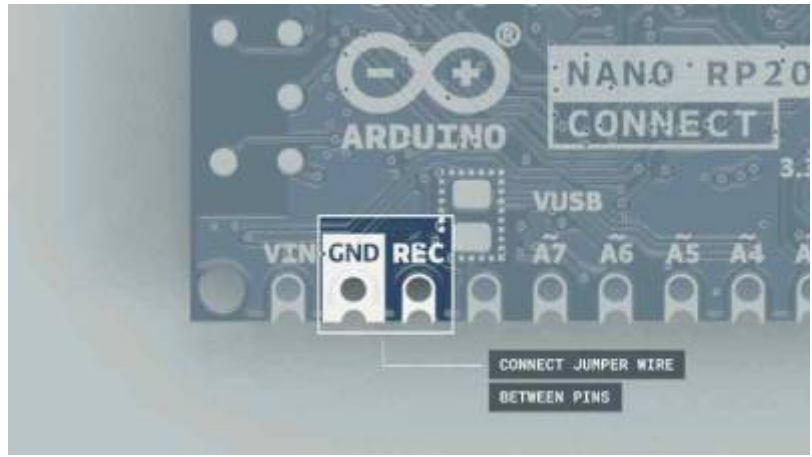 ®
ARDUINO
NANO RP20
CONNECT
3.3
VUSB
VIN GND REC A7 A6 A5 A4 A
CONNECT JUMPER WIRE
BETWEEN PINS